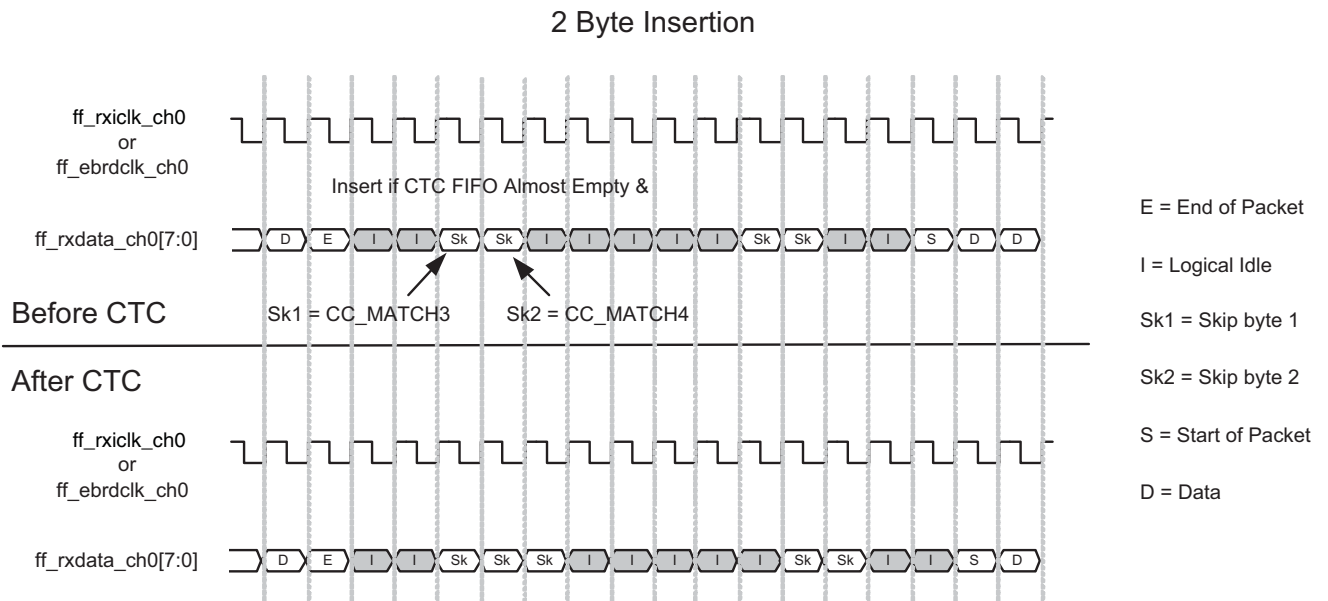 2 Byte Insertion
ff_rxiclk_ch0
or
ff_ebrdclk_ch0
Insert if CTC FIFO Almost Empty &
ff_rxdata_ch0[7:0]
D E I I Sk Sk I I I I I Sk Sk I I S D D
Sk1 = CC_MATCH3
Sk2 = CC_MATCH4
Before CTC
After CTC
ff_rxiclk_ch0
or
ff_ebrdclk_ch0
ff_rxdata_ch0[7:0]
D E I I Sk Sk Sk I I I I I Sk Sk I I S D
E = End of Packet
I = Logical Idle
Sk1 = Skip byte 1
Sk2 = Skip byte 2
S = Start of Packet
D = Data